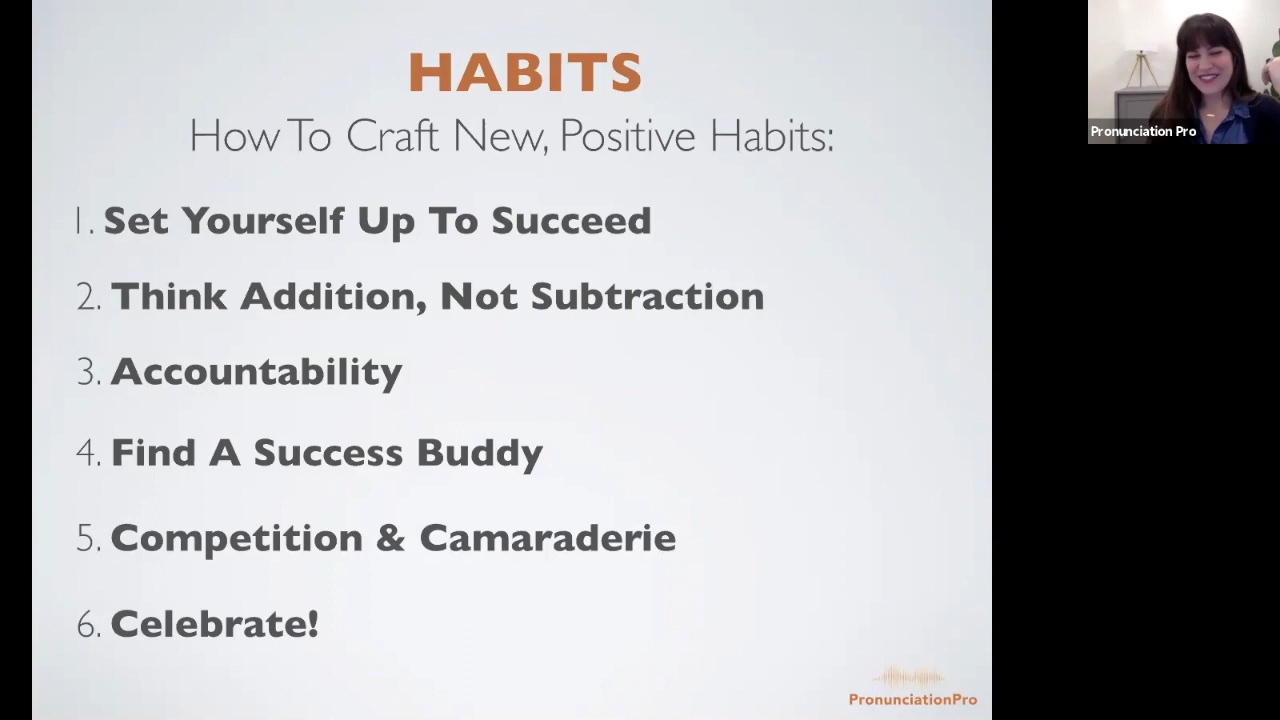 HABITS
How To Craft New, Positive Habits:
1. Set Yourself Up To Succeed
2. Think Addition, Not Subtraction
3. Accountability
4. Find A Success Buddy
5. Competition & Camaraderie
6. Celebrate!
PronunciationPro
Pronunciation Pro